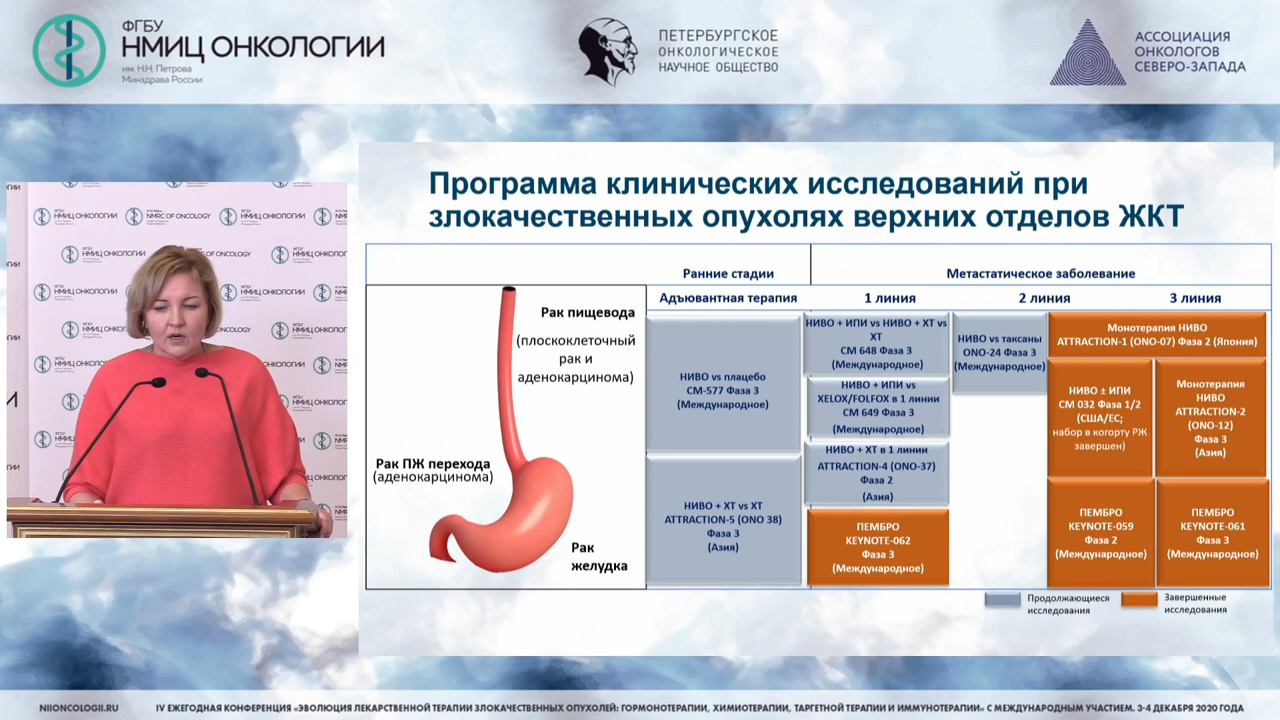 ФГБУ
НМИЦ ОНКОЛОГИИ
им. Н.Н. Петрова
Минздрава России
ПЕТЕРБУРГСКОЕ
ОНКОЛОГИЧЕСКОЕ
НАУЧНОЕ ОБЩЕСТВО
АССОЦИАЦИЯ
ОНКОЛОГОВ
СЕВЕРО-ЗАПАДА
НМИЦ ОНКОЛОГИИ
NMRC OF ONCOLOGY
НМИЦ ОНКОЛОГИИ
Программа клинических исследований при
злокачественных опухолях верхних отделов ЖКТ
Ранние стадии
Метастатическое заболевание
Адъювантная терапия
1 линия
2 линия
3 линия
Рак пищевода
(плоскоклеточный
рак и
аденокарцинома)
Рак ПЖ перехода
(аденокарцинома)
Рак
желудка
НИВО vs плацебо
CM-577 Фаза 3
(Международное)
НИВО + ХТ vs ХТ
ATTRACTION-5 (ONO 38)
Фаза 3
(Азия)
НИВО + ИПИ vs НИВО + ХТ vs
ХТ
CM 648 Фаза 3
(Международное)
НИВО + ИПИ vs
XELOX/FOLFOX в 1 линии
CM 649 Фаза 3
(Международное)
НИВО + ХТ в 1 линии
ATTRACTION-4 (ONO-37)
Фаза 2
(Азия)
ПЕМБРО
KEYNOTE-062
Фаза 3
(Международное)
НИВО vs таксаны
ONO-24 Фаза 3
(Международное)
Монотерапия НИВО
ATTRACTION-1 (ONO-07) Фаза 2 (Япония)
НИВО ± ИПИ
CM 032 Фаза 1/2
(США/ЕС;
набор в когорту РЖ
завершен)
Монотерапия
НИВО
ATTRACTION-2
(ONO-12)
Фаза 3
(Азия)
ПЕМБРО
KEYNOTE-059
Фаза 2
(Международное)
ПЕМБРО
KEYNOTE-061
Фаза 3
(Международное)
Продолжающиеся
исследования
Завершенные
исследования
NIIONCOLOGII.RU
IV ЕЖЕГОДНАЯ КОНФЕРЕНЦИЯ «ЭВОЛЮЦИЯ ЛЕКАРСТВЕННОЙ ТЕРАПИИ ЗЛОКАЧЕСТВЕННЫХ ОПУХОЛЕЙ: ГОРМОНОТЕРАПИИ, ХИМИОТЕРАПИИ, ТАРГЕТНОЙ ТЕРАПИИ И ИММУНОТЕРАПИИ» С МЕЖДУНАРОДНЫМ УЧАСТИЕМ. 3-4 ДЕКАБРЯ 2020 ГОДА